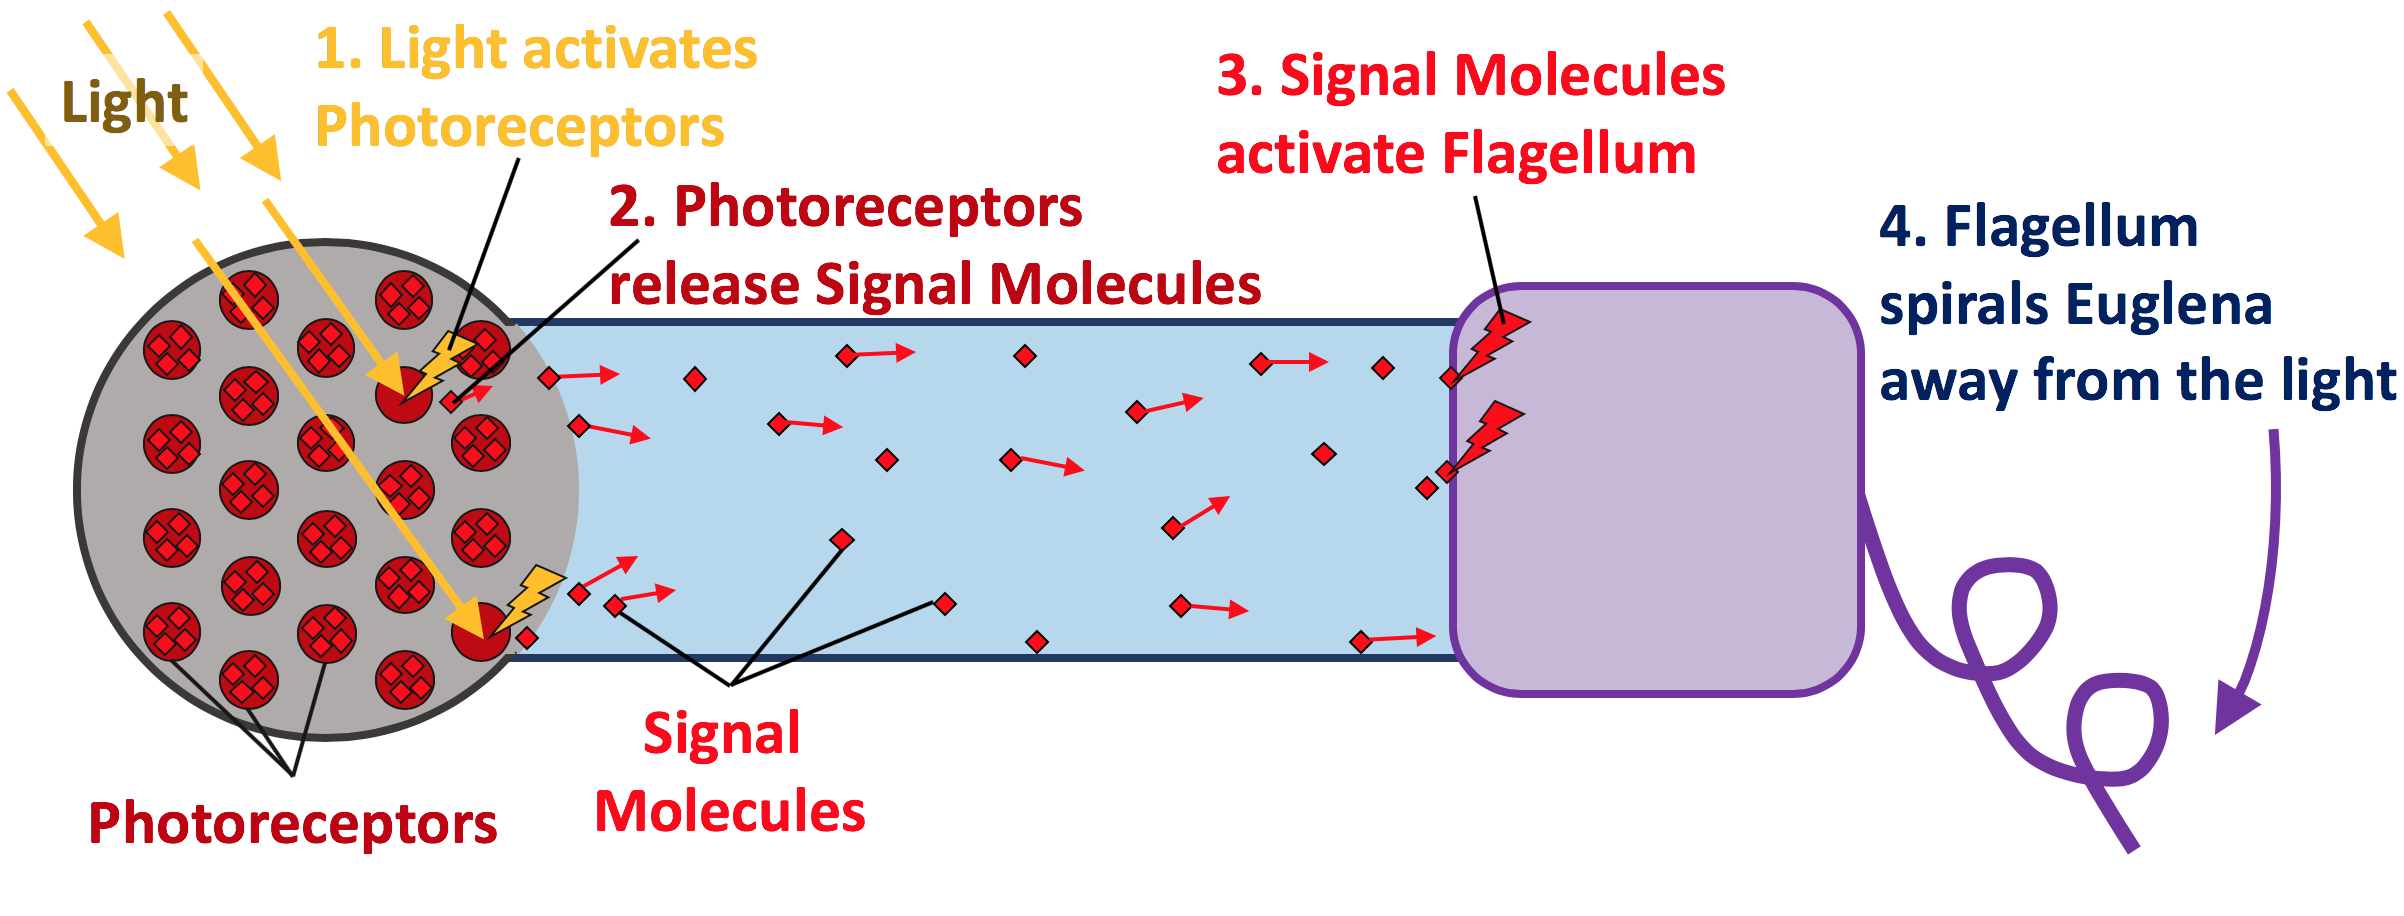 Light
1. Light activates
Photoreceptors
2. Photoreceptors
release Signal Molecules
3. Signal Molecules
activate Flagellum
4. Flagellum
spirals Euglena
away from the light
Signal
Molecules
Photoreceptors